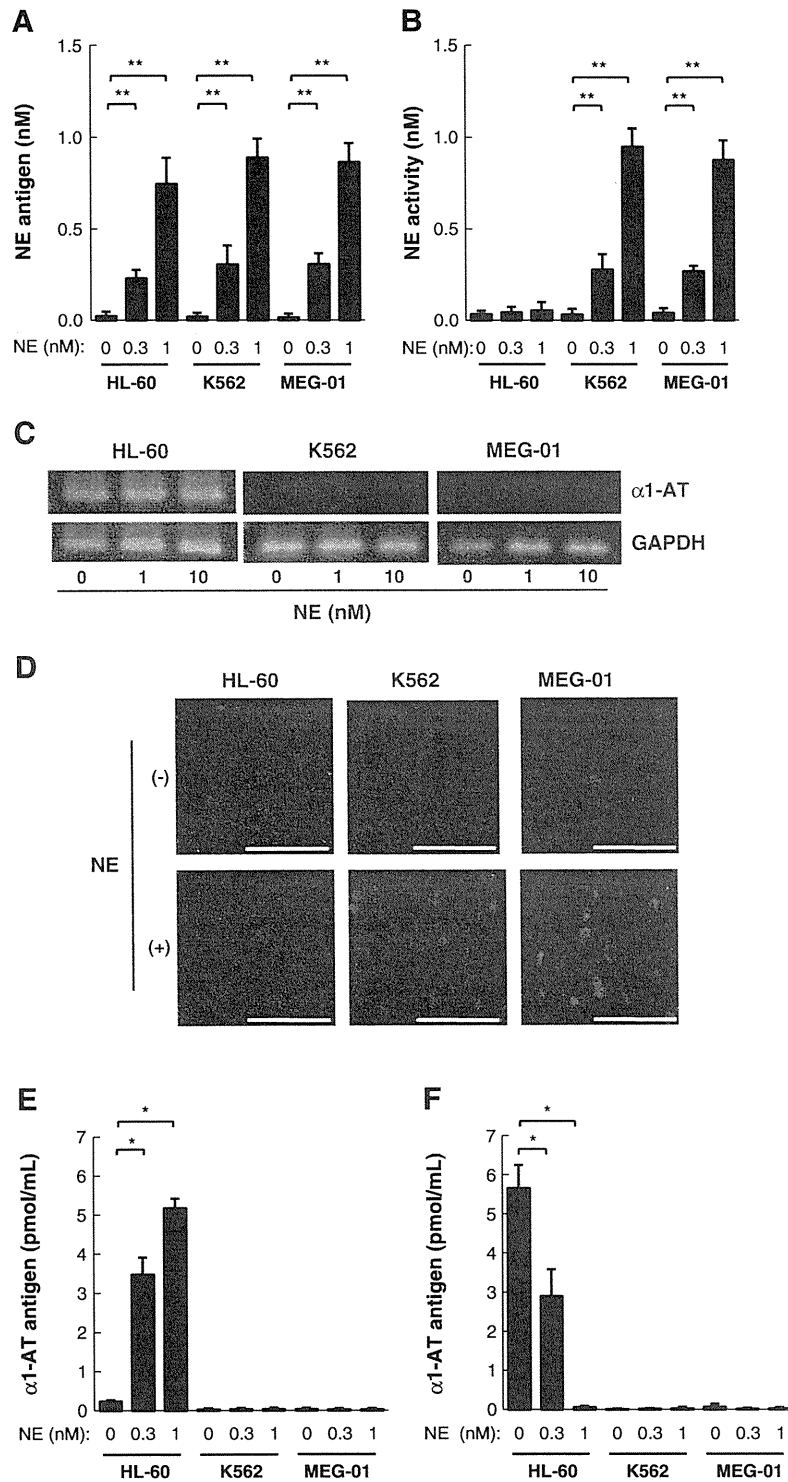 A
B
1.5
1.0
0.5
0.0
NE antigen (nM)
** ** ** ** ** **
NE (nM): 0 0.3 1 0 0.3 1 0 0.3 1
HL-60 K562 MEG-01
1.5
1.0
0.5
0.0
NE activity (nM)
** ** ** **
NE (nM): 0 0.3 1 0 0.3 1 0 0.3 1
HL-60 K562 MEG-01
C
HL-60 K562 MEG-01
α1-AT
GAPDH
0 1 10 0 1 10 0 1 10
NE (nM)
D
HL-60 K562 MEG-01
(-)
NE
(+)
E
F
7
6
5
4
3
2
1
0
α1-AT antigen (pmol/mL)
* *
NE (nM): 0 0.3 1 0 0.3 1 0 0.3 1
HL-60 K562 MEG-01
7
6
5
4
3
2
1
0
α1-AT antigen (pmol/mL)
* *
NE (nM): 0 0.3 1 0 0.3 1 0 0.3 1
HL-60 K562 MEG-01